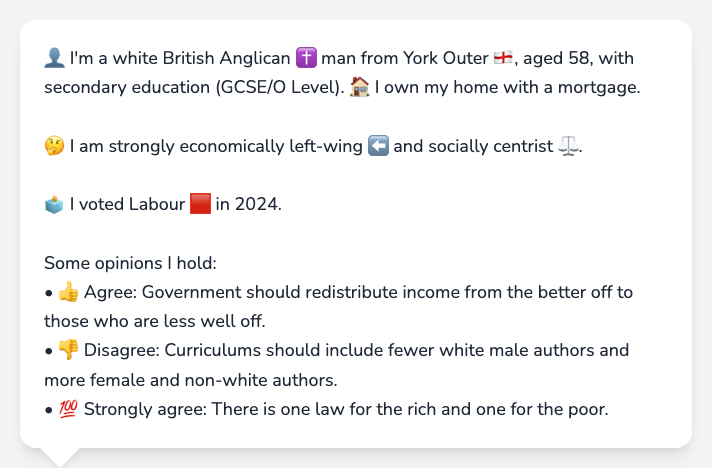 👤 I'm a white British Anglican ✝️ man from York Outer 🏴󠁧󠁢󠁥󠁮󠁧󠁿, aged 58, with
secondary education (GCSE/O Level). 🏠 I own my home with a mortgage.
🤔 I am strongly economically left-wing ⬅️ and socially centrist ⚖️.
🗳️ I voted Labour 🟥 in 2024.
Some opinions I hold:
• 👍 Agree: Government should redistribute income from the better off to
those who are less well off.
• 👎 Disagree: Curriculums should include fewer white male authors and
more female and non-white authors.
• 💯 Strongly agree: There is one law for the rich and one for the poor.